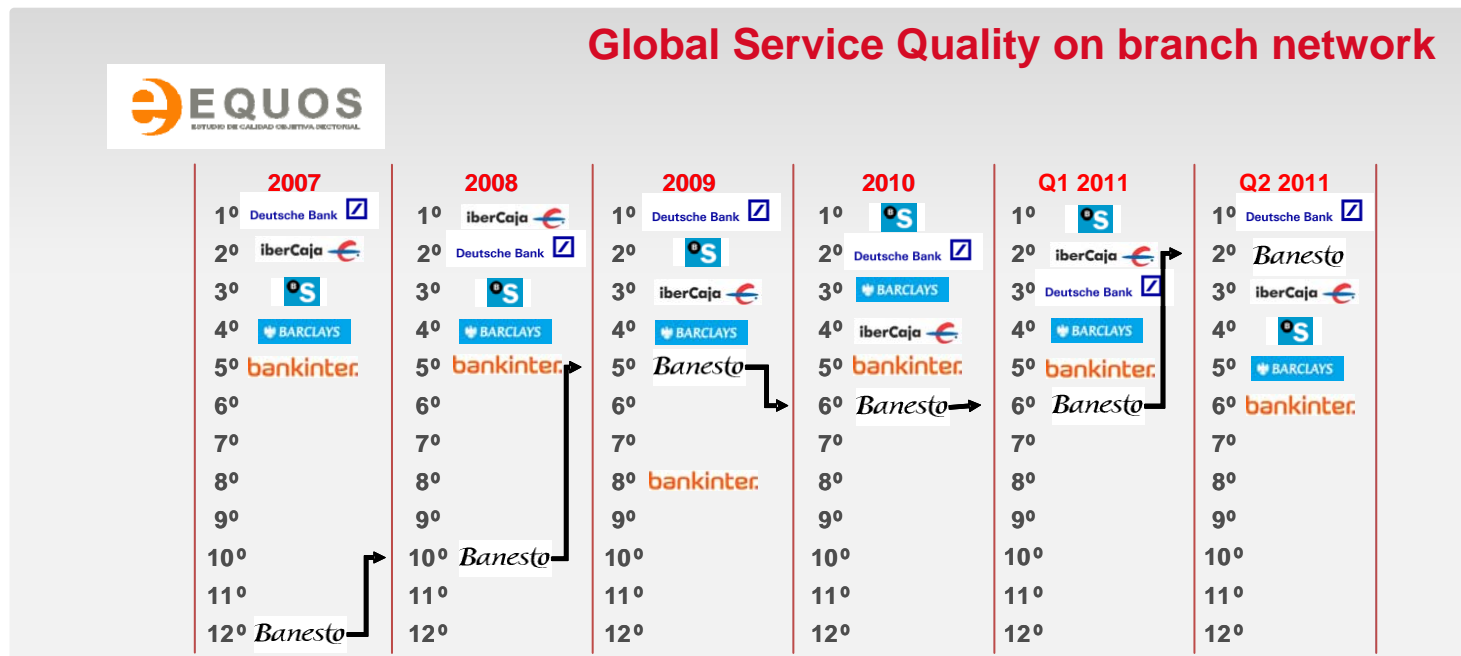 Global Service Quality on branch network
EQUOS
ESTUDIO DE CALIDAD OBJETIVA SECTORIAL
2007 2008 2009 2010 Q1 2011 Q2 2011
1º Deutsche Bank 1º iberCaja 1º Deutsche Bank 1º BS 1º BS 1º Deutsche Bank
2º iberCaja 2º Deutsche Bank 2º BS 2º Deutsche Bank 2º iberCaja 2º Banesto
3º BS 3º BS 3º iberCaja 3º BARCLAYS 3º Deutsche Bank 3º iberCaja
4º BARCLAYS 4º BARCLAYS 4º BARCLAYS 4º iberCaja 4º BARCLAYS 4º BS
5º bankinter. 5º bankinter. 5º Banesto 5º bankinter. 5º bankinter. 5º BARCLAYS
6º 6º 6º 6º Banesto 6º Banesto 6º bankinter.
7º 7º 7º 7º 7º 7º
8º 8º 8º bankinter. 8º 8º 8º
9º 9º 9º 9º 9º 9º
10º 10º Banesto 10º 10º 10º 10º
11º 11º 11º 11º 11º 11º
12º Banesto 12º 12º 12º 12º 12º